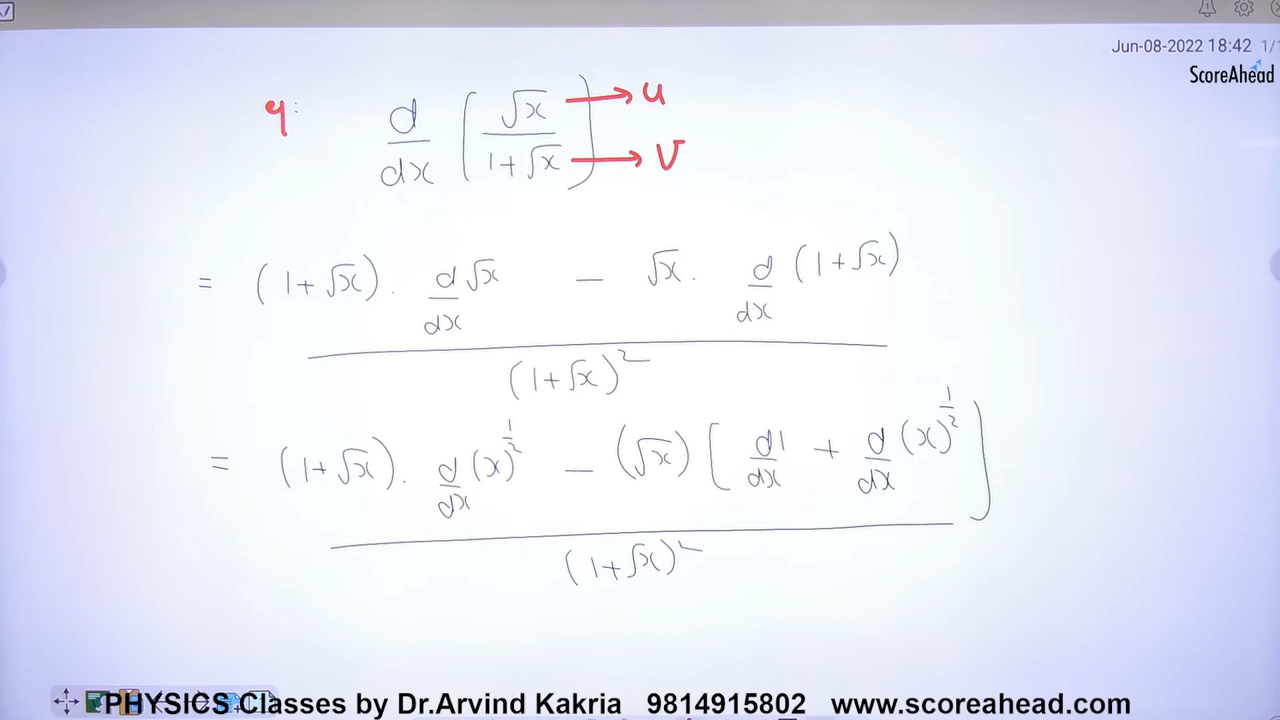 Jun-08-2022 18:42 1/
ScoreAhead
q: d/dx (√x / (1+√x)) → u → v
= ((1+√x) . d/dx √x − √x . d/dx (1+√x)) / (1+√x)²
= ((1+√x) . d/dx (x)^(1/2) − (√x) [d1/dx + d/dx (x)^(1/2)]) / (1+√x)²
PHYSICS Classes by Dr.Arvind Kakria 9814915802 www.scoreahead.com